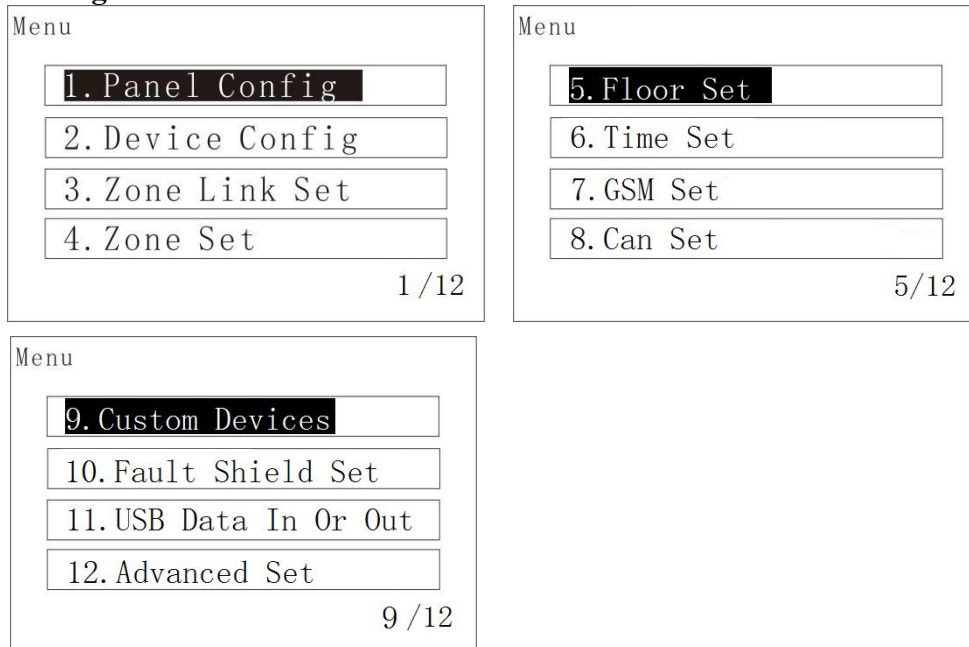 Menu
1.Panel Config
2.Device Config
3.Zone Link Set
4.Zone Set
1/12
Menu
5.Floor Set
6.Time Set
7.GSM Set
8.Can Set
5/12
Menu
9.Custom Devices
10.Fault Shield Set
11.USB Data In Or Out
12.Advanced Set
9/12